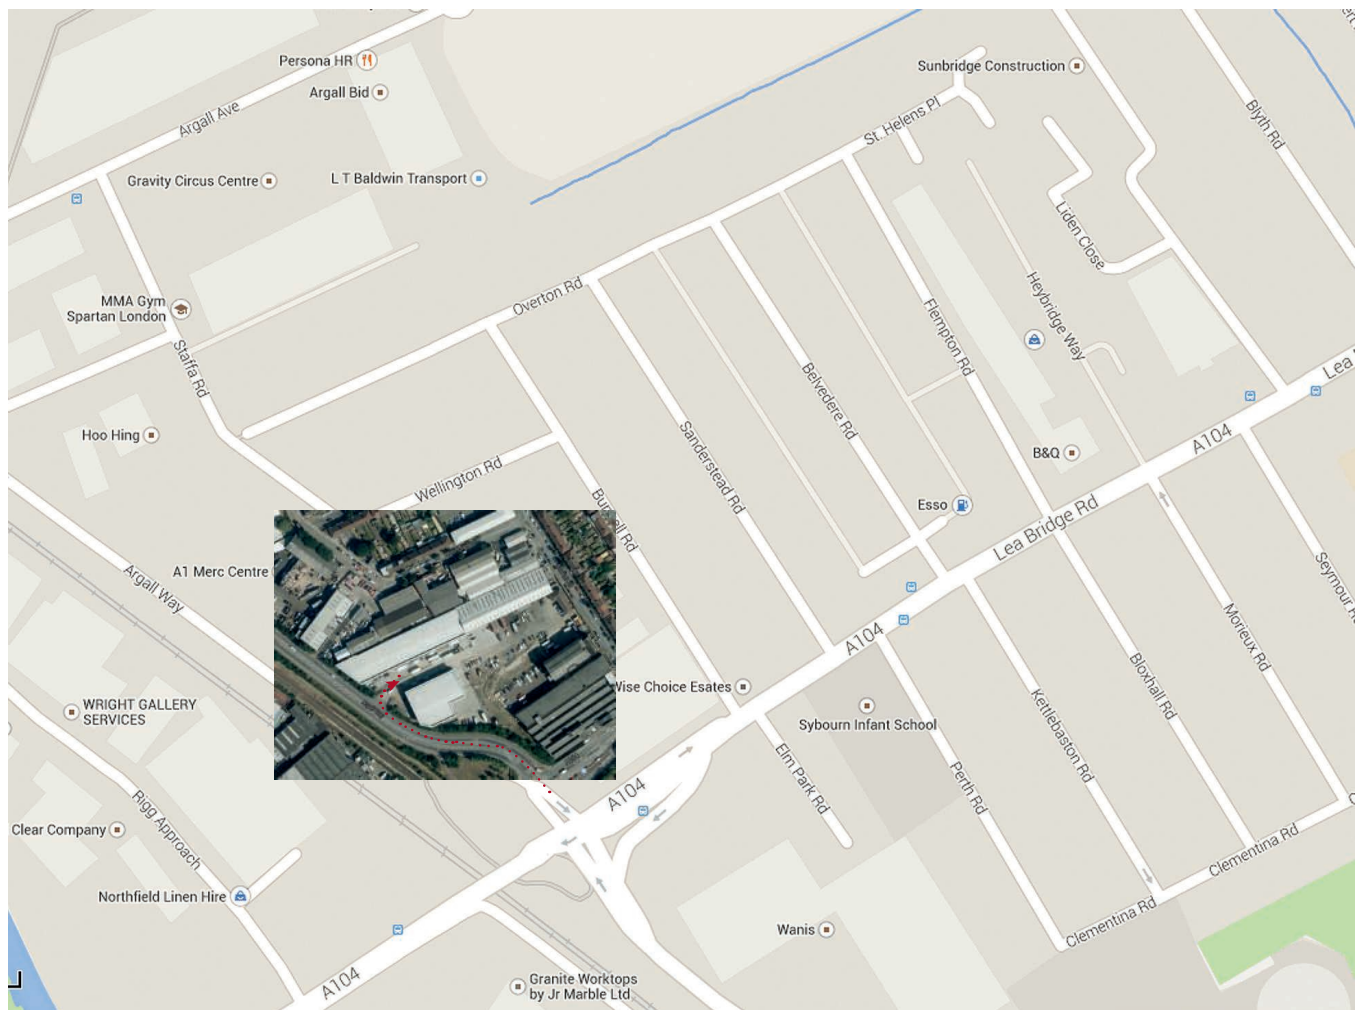 Persona HR
Sunbridge Construction
Argall Bid
Argall Ave
St. Helens Pl
Blyth Rd
Gravity Circus Centre
L T Baldwin Transport
Liden Close
MMA Gym
Spartan London
Overton Rd
Heybridge Way
Flempton Rd
Staffa Rd
Belvedere Rd
Lea
Hoo Hing
Sanderstead Rd
B&Q
A104
Wellington Rd
Esso
Lea Bridge Rd
A1 Merc Centre
Argall Way
Seymour
Morieux Rd
A104
Bloxhall Rd
WRIGHT GALLERY
SERVICES
Wise Choice Esates
Sybourn Infant School
Kettlebaston Rd
Elm Park Rd
Perth Rd
A104
Rigg Approach
Clear Company
Clementina Rd
Northfield Linen Hire
Clementina Rd
Wanis
A104
Granite Worktops
by Jr Marble Ltd